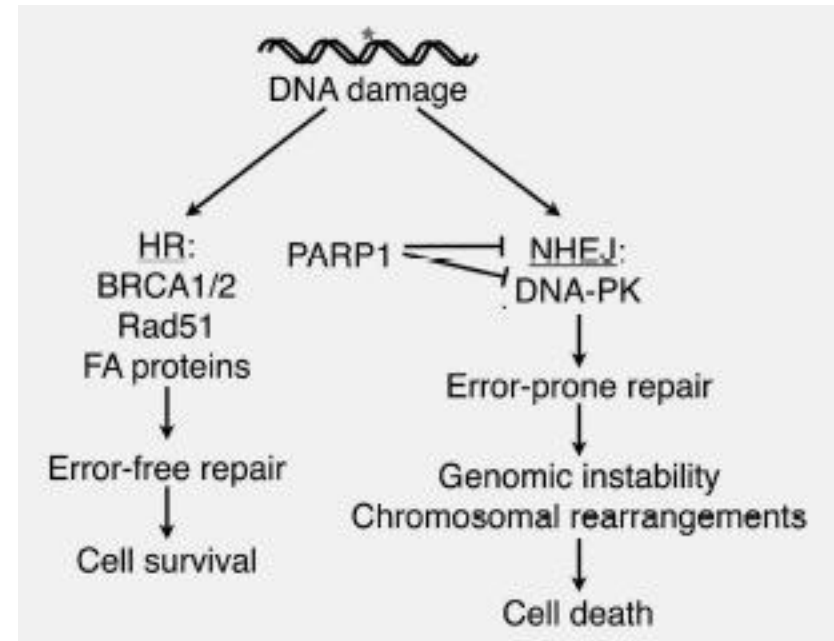 DNA damage
HR:
BRCA1/2
Rad51
FA proteins
Error-free repair
Cell survival
PARP1
NHEJ:
DNA-PK
Error-prone repair
Genomic instability
Chromosomal rearrangements
Cell death